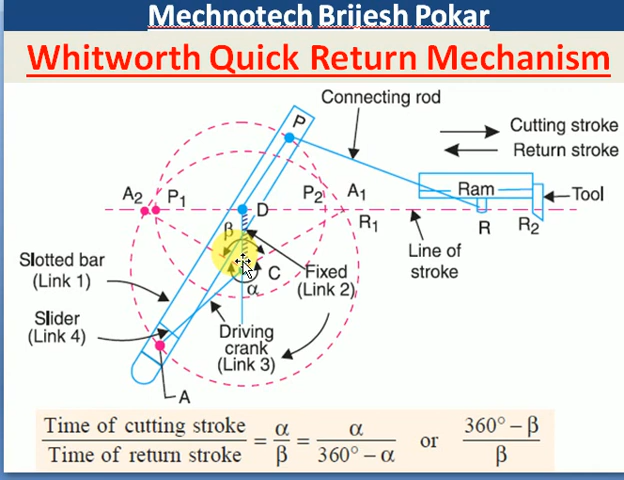 Mechnotech Brijesh Pokar
Whitworth Quick Return Mechanism
Connecting rod
P
Cutting stroke
Return stroke
A2 P1
P2 A1
Ram
Tool
D
R1
R
R2
β
Line of
stroke
Slotted bar
(Link 1)
C
Fixed
(Link 2)
α
Slider
(Link 4)
Driving
crank
(Link 3)
A
Time of cutting stroke / Time of return stroke = α / β = α / 360° – α or 360° – β / β